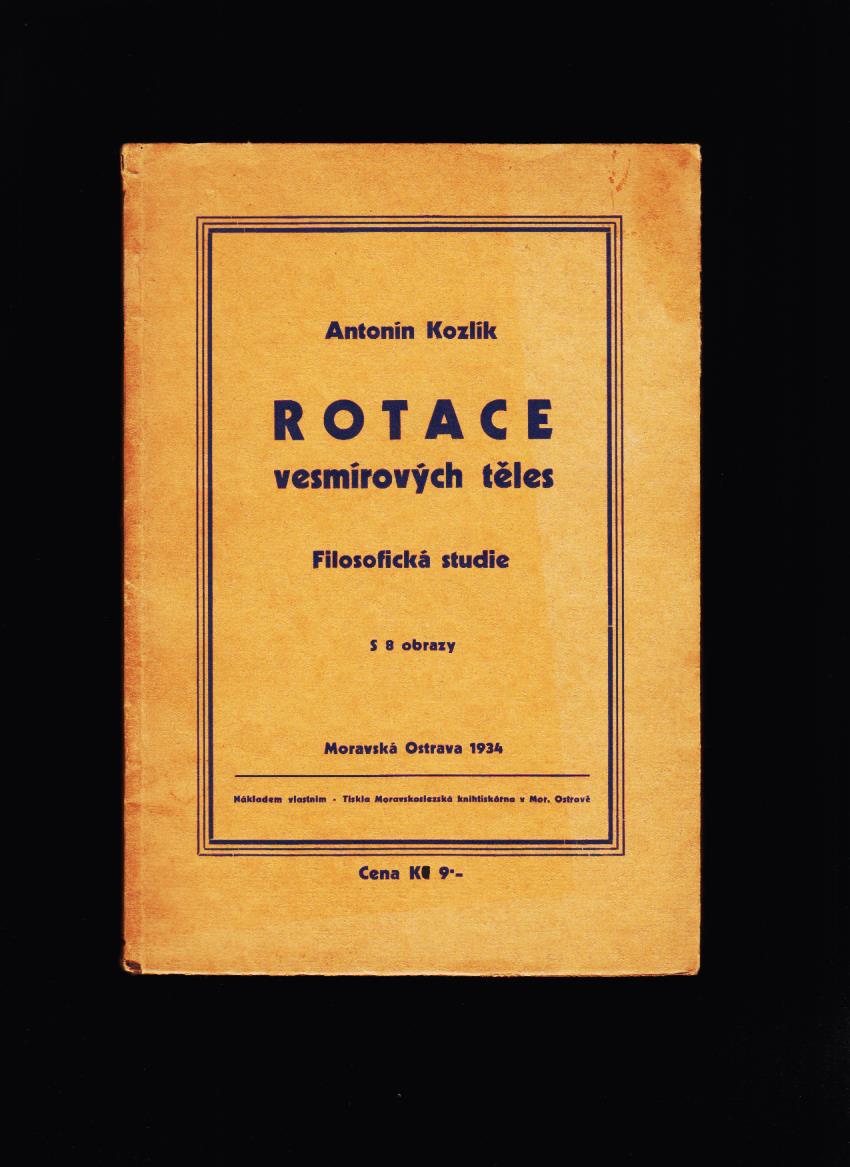 Antonín Kozlík
ROTACE
vesmírových těles
Filosofická studie
S 8 obrazy
Moravská Ostrava 1934
Nákladem vlastním - Tiskla Moravskoslezská knihtiskárna v Mor. Ostravě
Cena 9·-